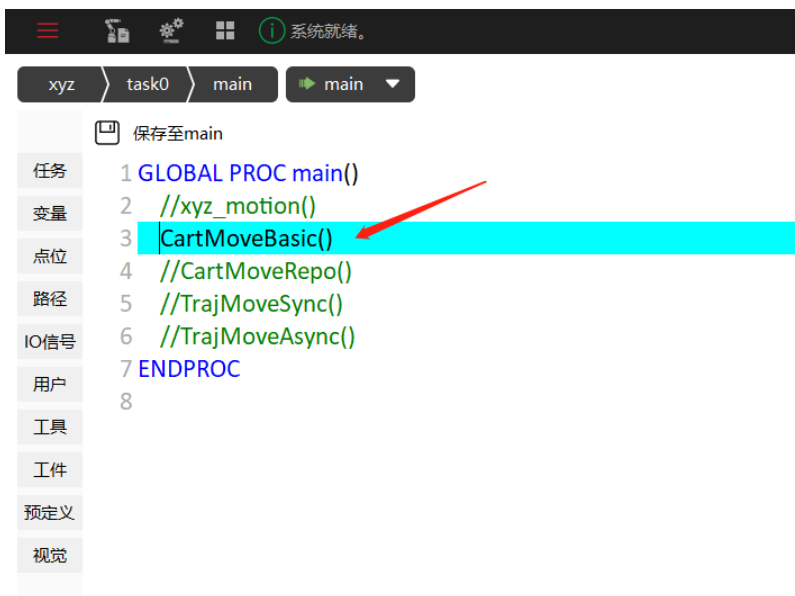 系统就绪。
xyz task0 main main
保存至main
任务
变量
点位
路径
IO信号
用户
工具
工件
预定义
视觉
1 GLOBAL PROC main()
2 //xyz_motion()
3 CartMoveBasic()
4 //CartMoveRepo()
5 //TrajMoveSync()
6 //TrajMoveAsync()
7 ENDPROC
8